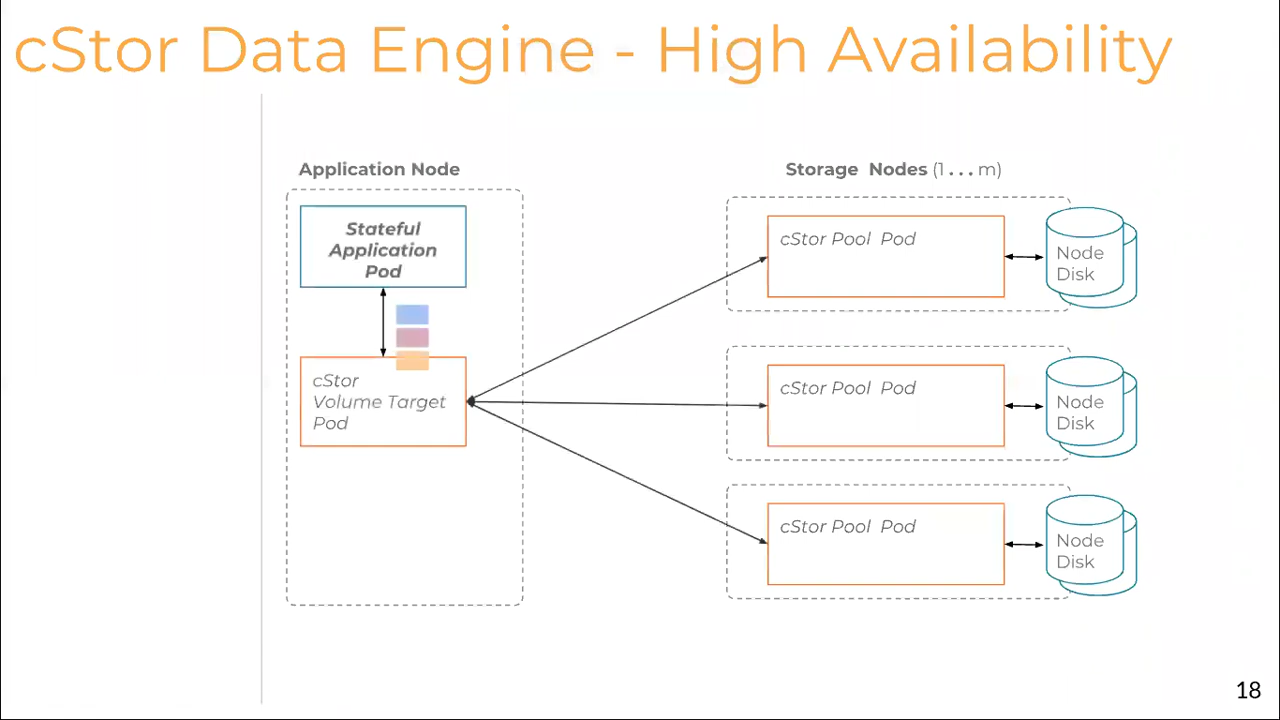 cStor Data Engine - High Availability
Application Node
Storage Nodes (1 . . . m)
Stateful
Application
Pod
cStor
Volume Target
Pod
cStor Pool Pod
Node
Disk
cStor Pool Pod
Node
Disk
cStor Pool Pod
Node
Disk
18